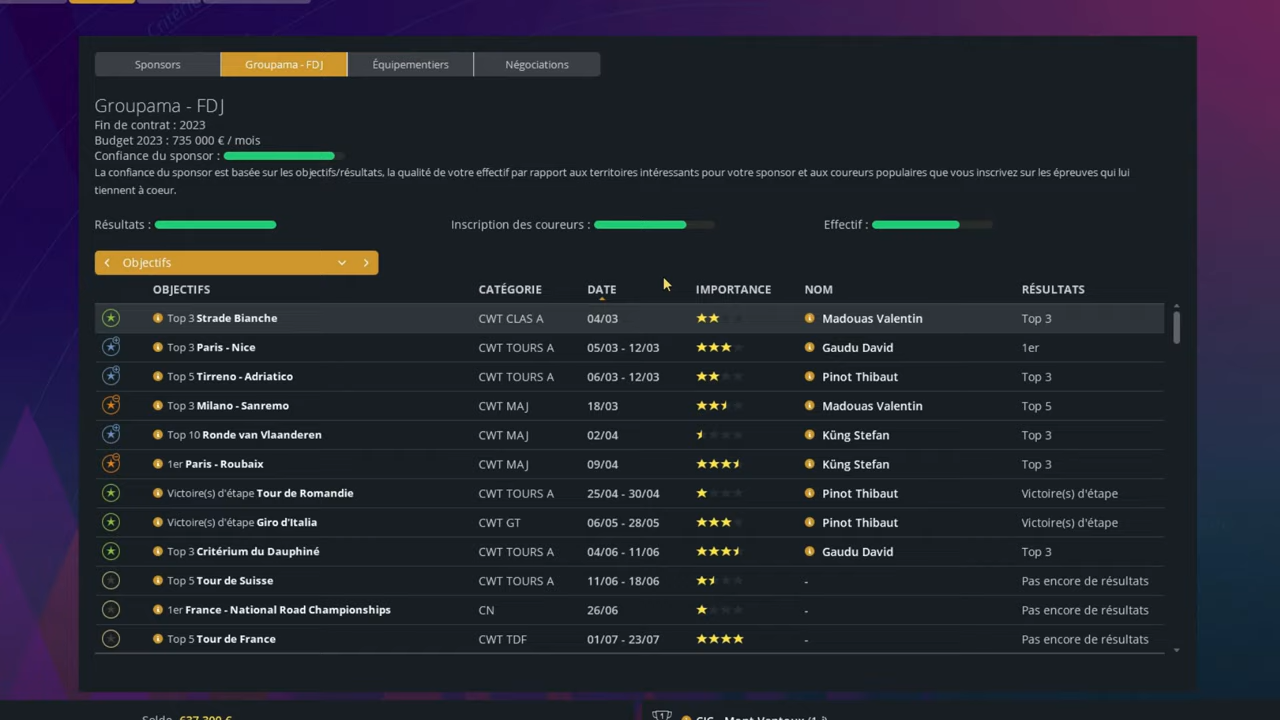 Sponsors
Groupama - FDJ
Équipementiers
Négociations
Groupama - FDJ
Fin de contrat : 2023
Budget 2023 : 735 000 € / mois
Confiance du sponsor :
La confiance du sponsor est basée sur les objectifs/résultats, la qualité de votre effectif par rapport aux territoires intéressants pour votre sponsor et aux coureurs populaires que vous inscrivez sur les épreuves qui lui
tiennent à coeur.
Résultats : Inscription des coureurs : Effectif :
Objectifs
OBJECTIFS CATÉGORIE DATE IMPORTANCE NOM RÉSULTATS
Top 3 Strade Bianche CWT CLAS A 04/03 Madouas Valentin Top 3
Top 3 Paris - Nice CWT TOURS A 05/03 - 12/03 Gaudu David 1er
Top 5 Tirreno - Adriatico CWT TOURS A 06/03 - 12/03 Pinot Thibaut Top 3
Top 3 Milano - Sanremo CWT MAJ 18/03 Madouas Valentin Top 5
Top 10 Ronde van Vlaanderen CWT MAJ 02/04 Küng Stefan Top 3
1er Paris - Roubaix CWT MAJ 09/04 Küng Stefan Top 3
Victoire(s) d'étape Tour de Romandie CWT TOURS A 25/04 - 30/04 Pinot Thibaut Victoire(s) d'étape
Victoire(s) d'étape Giro d'Italia CWT GT 06/05 - 28/05 Pinot Thibaut Victoire(s) d'étape
Top 3 Critérium du Dauphiné CWT TOURS A 04/06 - 11/06 Gaudu David Top 3
Top 5 Tour de Suisse CWT TOURS A 11/06 - 18/06 - Pas encore de résultats
1er France - National Road Championships CN 26/06 - Pas encore de résultats
Top 5 Tour de France CWT TDF 01/07 - 23/07 - Pas encore de résultats
Solde 637 300 €